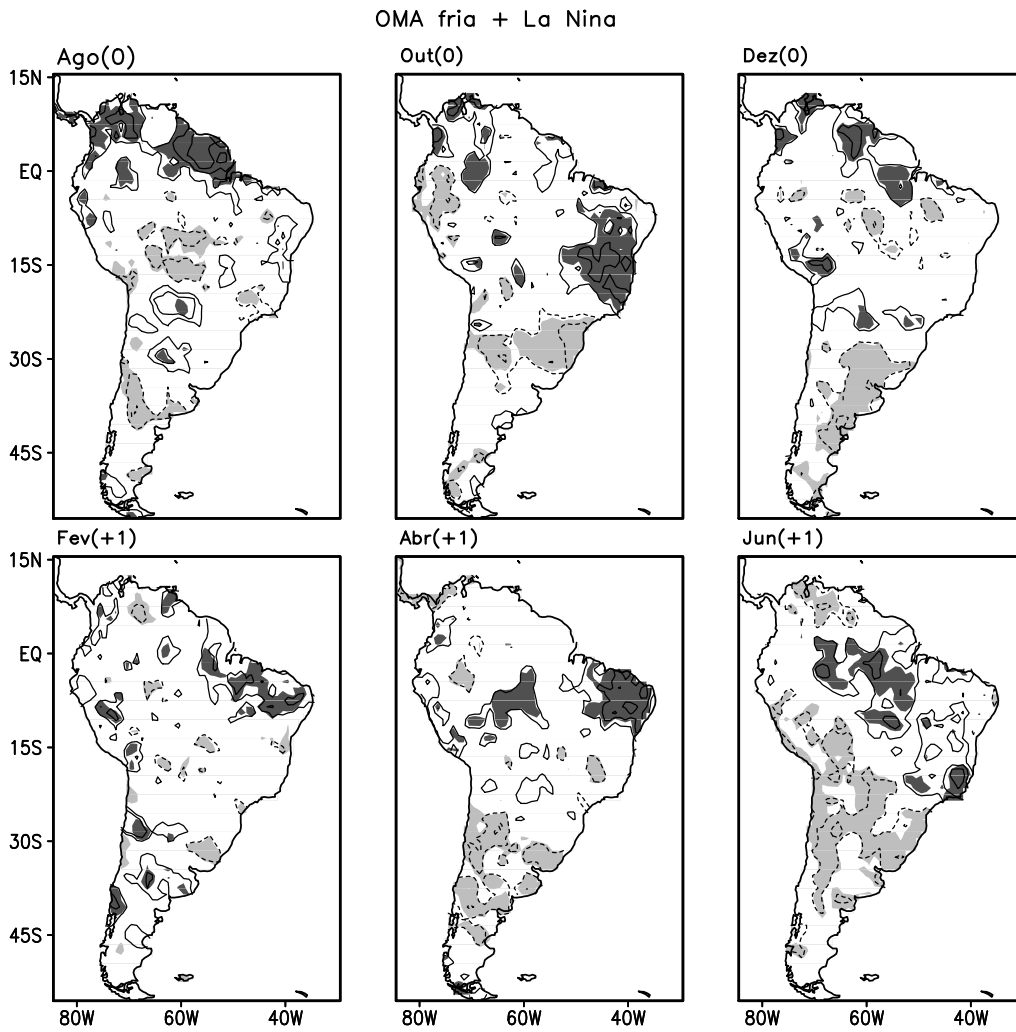 OMA fria + La Nina
Ago(0) Out(0) Dez(0)
15N
EQ
15S
30S
45S
Fev(+1) Abr(+1) Jun(+1)
15N
EQ
15S
30S
45S
80W 60W 40W 80W 60W 40W 80W 60W 40W